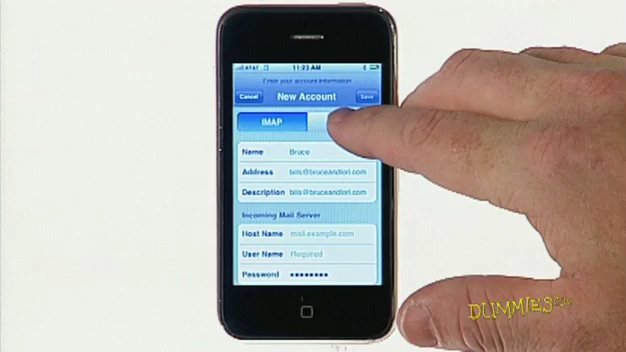 AT&T 11:23 AM
Enter your account information
Cancel New Account Save
IMAP
Name Bruce
Address bills@bruceandlori.com
Description bills@bruceandlori.com
Incoming Mail Server
Host Name mail.example.com
User Name Required
Password ••••••••
DUMMIES.com